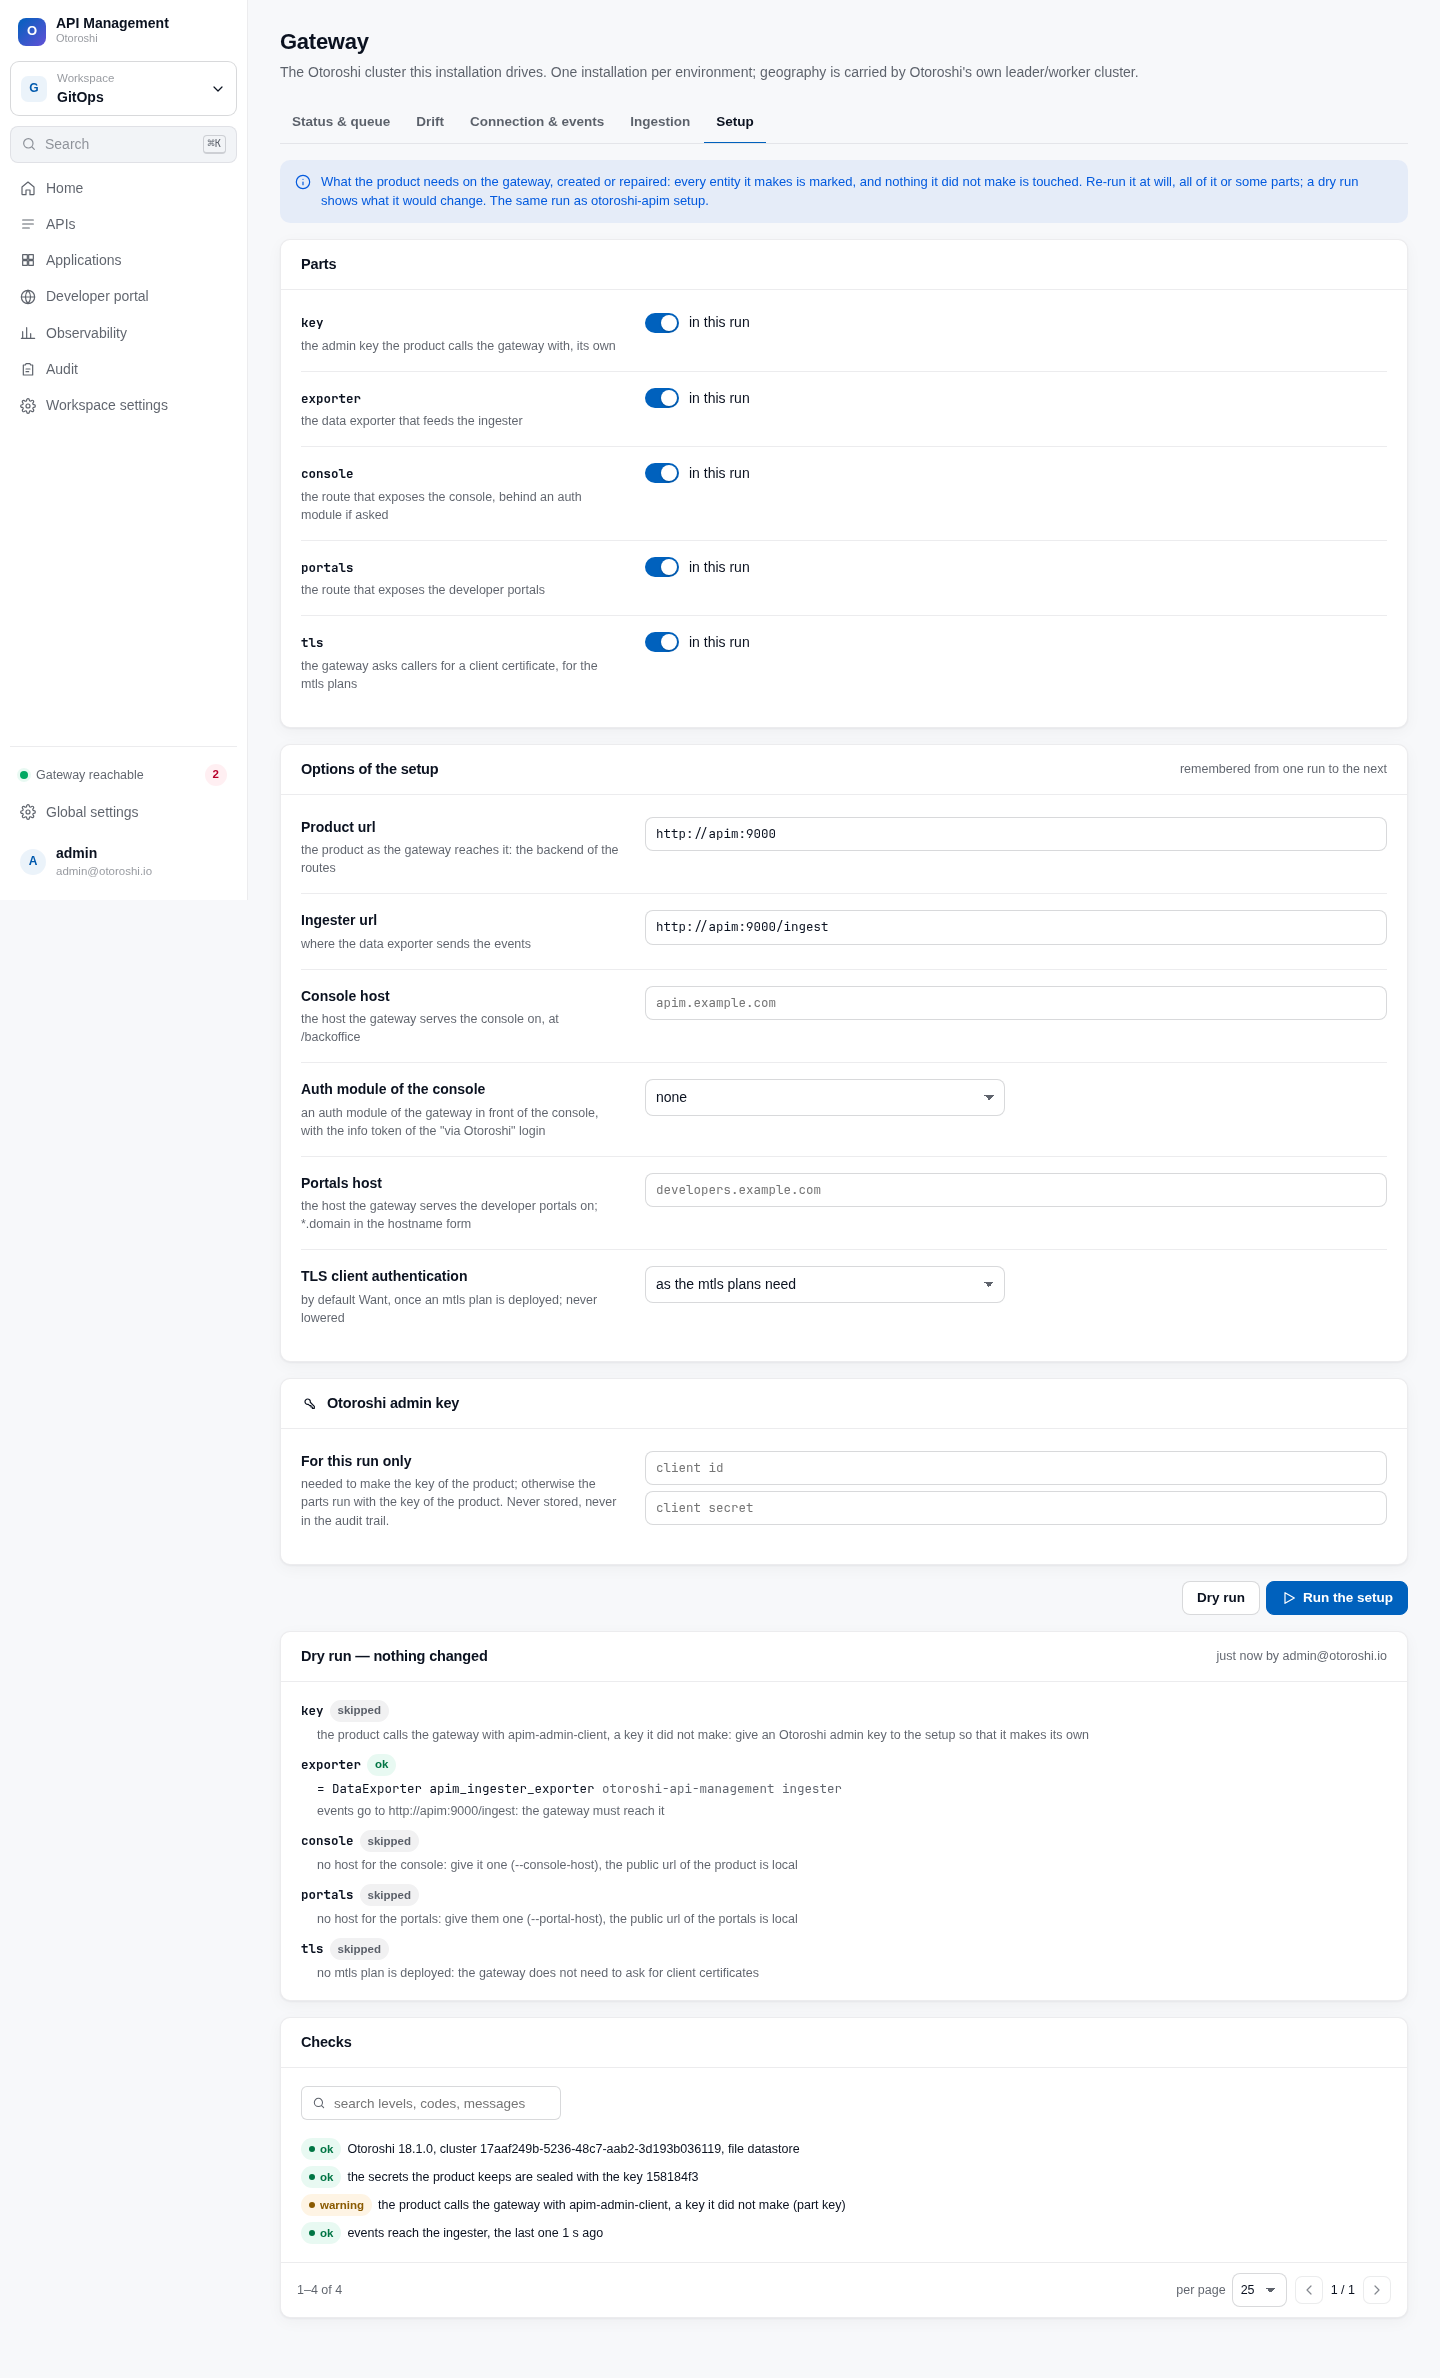 O
API Management
Otoroshi
G
Workspace
GitOps
Search
⌘K
Home
APIs
Applications
Developer portal
Observability
Audit
Workspace settings
Gateway reachable
2
Global settings
A
admin
admin@otoroshi.io
Gateway
The Otoroshi cluster this installation drives. One installation per environment; geography is carried by Otoroshi's own leader/worker cluster.
Status & queue
Drift
Connection & events
Ingestion
Setup
What the product needs on the gateway, created or repaired: every entity it makes is marked, and nothing it did not make is touched. Re-run it at will, all of it or some parts; a dry run
shows what it would change. The same run as otoroshi-apim setup.
Parts
key
the admin key the product calls the gateway with, its own
in this run
exporter
the data exporter that feeds the ingester
in this run
console
the route that exposes the console, behind an auth
module if asked
in this run
portals
the route that exposes the developer portals
in this run
tls
the gateway asks callers for a client certificate, for the
mtls plans
in this run
Options of the setup
remembered from one run to the next
Product url
the product as the gateway reaches it: the backend of the
routes
http://apim:9000
Ingester url
where the data exporter sends the events
http://apim:9000/ingest
Console host
the host the gateway serves the console on, at
/backoffice
apim.example.com
Auth module of the console
an auth module of the gateway in front of the console,
with the info token of the "via Otoroshi" login
none
Portals host
the host the gateway serves the developer portals on;
*.domain in the hostname form
developers.example.com
TLS client authentication
by default Want, once an mtls plan is deployed; never
lowered
as the mtls plans need
Otoroshi admin key
For this run only
needed to make the key of the product; otherwise the
parts run with the key of the product. Never stored, never
in the audit trail.
client id
client secret
Dry run
Run the setup
Dry run — nothing changed
just now by admin@otoroshi.io
key skipped
the product calls the gateway with apim-admin-client, a key it did not make: give an Otoroshi admin key to the setup so that it makes its own
exporter ok
= DataExporter apim_ingester_exporter otoroshi-api-management ingester
events go to http://apim:9000/ingest: the gateway must reach it
console skipped
no host for the console: give it one (--console-host), the public url of the product is local
portals skipped
no host for the portals: give them one (--portal-host), the public url of the portals is local
tls skipped
no mtls plan is deployed: the gateway does not need to ask for client certificates
Checks
search levels, codes, messages
ok Otoroshi 18.1.0, cluster 17aaf249b-5236-48c7-aab2-3d193b036119, file datastore
ok the secrets the product keeps are sealed with the key 158184f3
warning the product calls the gateway with apim-admin-client, a key it did not make (part key)
ok events reach the ingester, the last one 1 s ago
1–4 of 4
per page
25
1 / 1